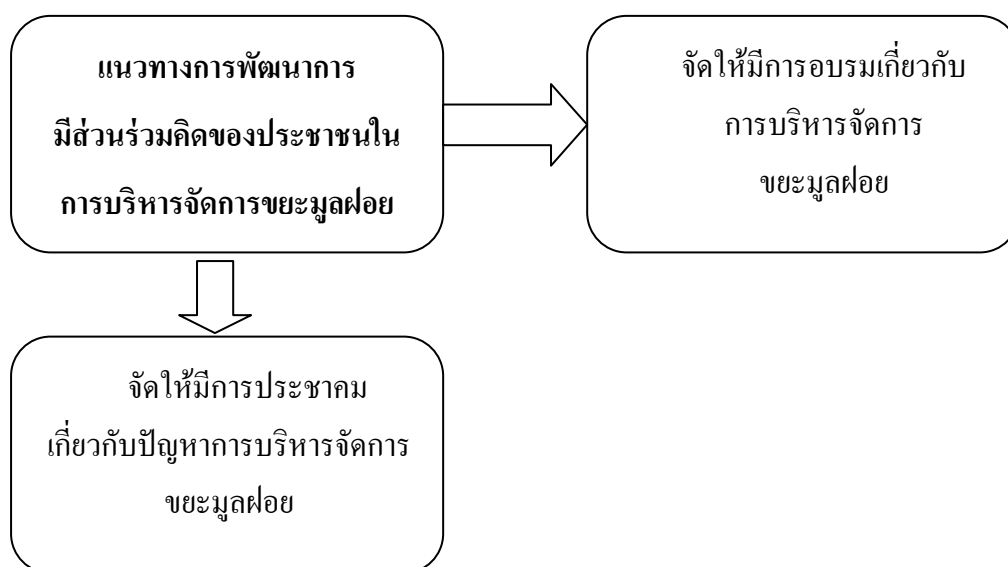 แนวทางการพัฒนาการ
มีส่วนร่วมคิดของประชาชนใน
การบริหารจัดการขยะมูลฝอย
จัดให้มีการอบรมเกี่ยวกับ
การบริหารจัดการ
ขยะมูลฝอย
จัดให้มีการประชาคม
เกี่ยวกับปัญหาการบริหารจัดการ
ขยะมูลฝอย